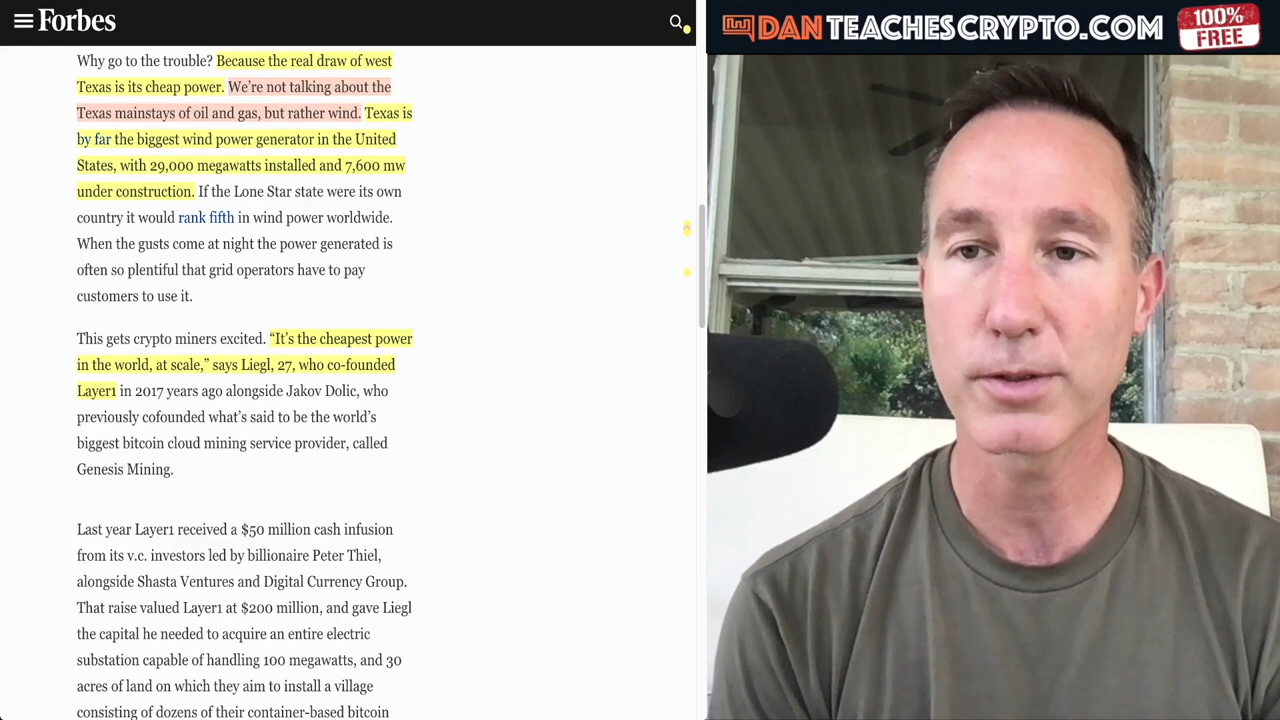 Forbes
Why go to the trouble? Because the real draw of west
Texas is its cheap power. We’re not talking about the
Texas mainstays of oil and gas, but rather wind. Texas is
by far the biggest wind power generator in the United
States, with 29,000 megawatts installed and 7,600 mw
under construction. If the Lone Star state were its own
country it would rank fifth in wind power worldwide.
When the gusts come at night the power generated is
often so plentiful that grid operators have to pay
customers to use it.
This gets crypto miners excited. “It’s the cheapest power
in the world, at scale,” says Liegl, 27, who co-founded
Layer1 in 2017 years ago alongside Jakov Dolic, who
previously cofounded what’s said to be the world’s
biggest bitcoin cloud mining service provider, called
Genesis Mining.
Last year Layer1 received a $50 million cash infusion
from its v.c. investors led by billionaire Peter Thiel,
alongside Shasta Ventures and Digital Currency Group.
That raise valued Layer1 at $200 million, and gave Liegl
the capital he needed to acquire an entire electric
substation capable of handling 100 megawatts, and 30
acres of land on which they aim to install a village
consisting of dozens of their container-based bitcoin
DANTEACHESCRYPTO.COM
100%
FREE